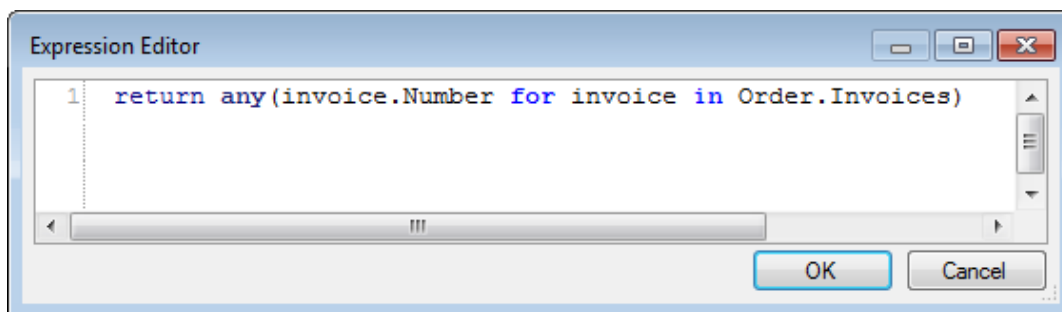 Expression Editor
1 return any(invoice.Number for invoice in Order.Invoices)
OK Cancel